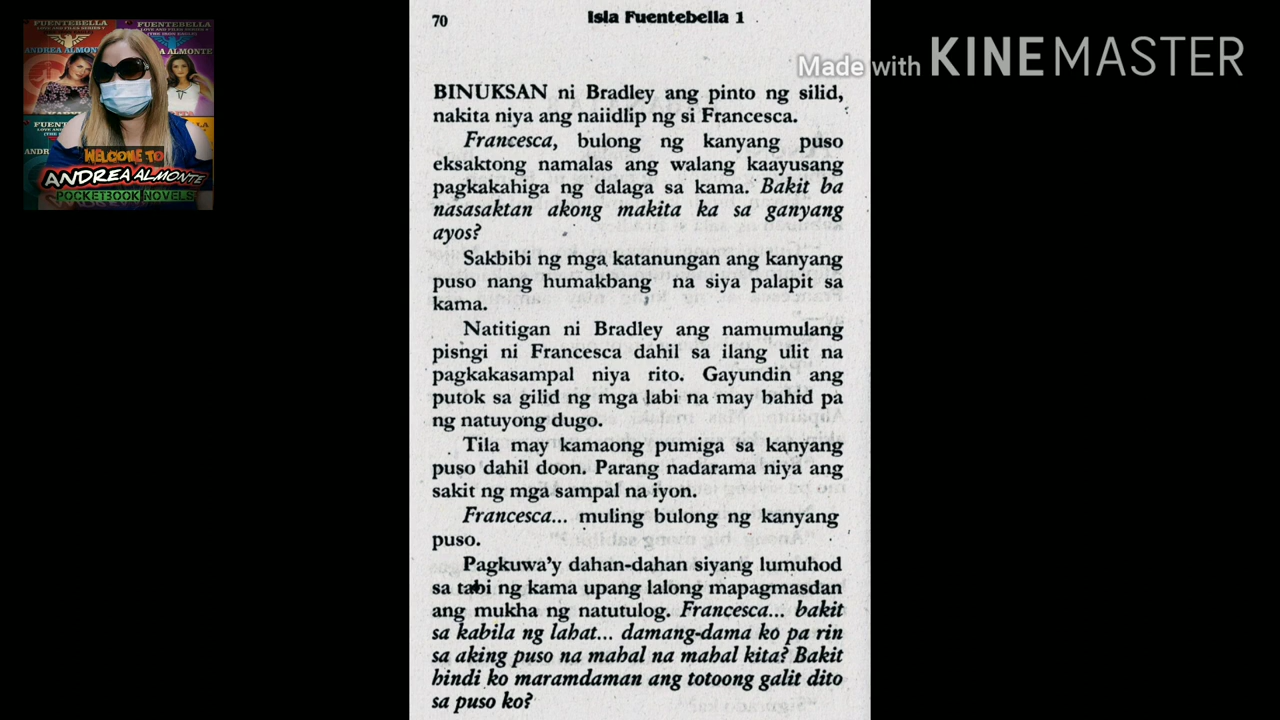 FUENTEBELLA
FUENTEBELLA
ANDREA ALMONTE
ALMONTE
ANDR
WELCOME TO
ANDREA ALMONTE
POCKETBOOK NOVELS
Made with KINEMASTER
70
Isla Fuentebella 1
BINUKSAN ni Bradley ang pinto ng silid,
nakita niya ang naiidlip ng si Francesca.
Francesca, bulong ng kanyang puso
eksaktong namalas ang walang kaayusang
pagkakahiga ng dalaga sa kama. Bakit ba
nasasaktan akong makita ka sa ganyang
ayos?
Sakbibi ng mga katanungan ang kanyang
puso nang humakbang na siya palapit sa
kama.
Natitigan ni Bradley ang namumulang
pisngi ni Francesca dahil sa ilang ulit na
pagkakasampal niya rito. Gayundin ang
putok sa gilid ng mga labi na may bahid pa
ng natuyong dugo.
Tila may kamaong pumiga sa kanyang
puso dahil doon. Parang nadarama niya ang
sakit ng mga sampal na iyon.
Francesca... muling bulong ng kanyang
puso.
Pagkuwa'y dahan-dahan siyang lumuhod
sa tabi ng kama upang lalong mapagmasdan
ang mukha ng natutulog. Francesca... bakit
sa kabila ng lahat... damang-dama ko pa rin
sa aking puso na mahal na mahal kita? Bakit
hindi ko maramdaman ang totoong galit dito
sa puso ko?